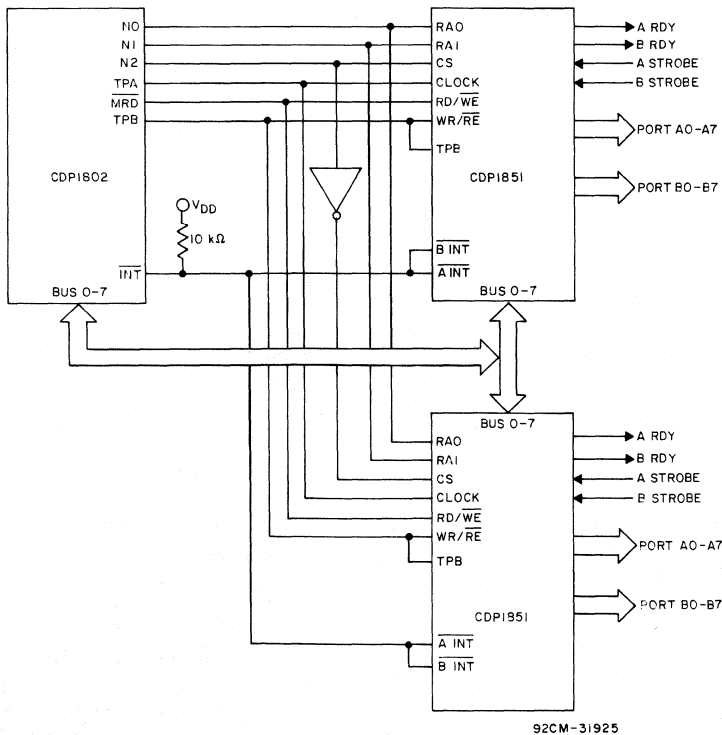 N0
N1
N2
TPA
MRD
TPB
CDP1802
VDD
10 kΩ
INT
BUS 0-7
RA0
RA1
CS
CLOCK
RD/WE
WR/RE
TPB
CDP1851
B INT
A INT
BUS 0-7
A RDY
B RDY
A STROBE
B STROBE
PORT A0-A7
PORT B0-B7
BUS 0-7
RA0
RA1
CS
CLOCK
RD/WE
WR/RE
TPB
CDP1851
A INT
B INT
A RDY
B RDY
A STROBE
B STROBE
PORT A0-A7
PORT B0-B7
92CM-31925